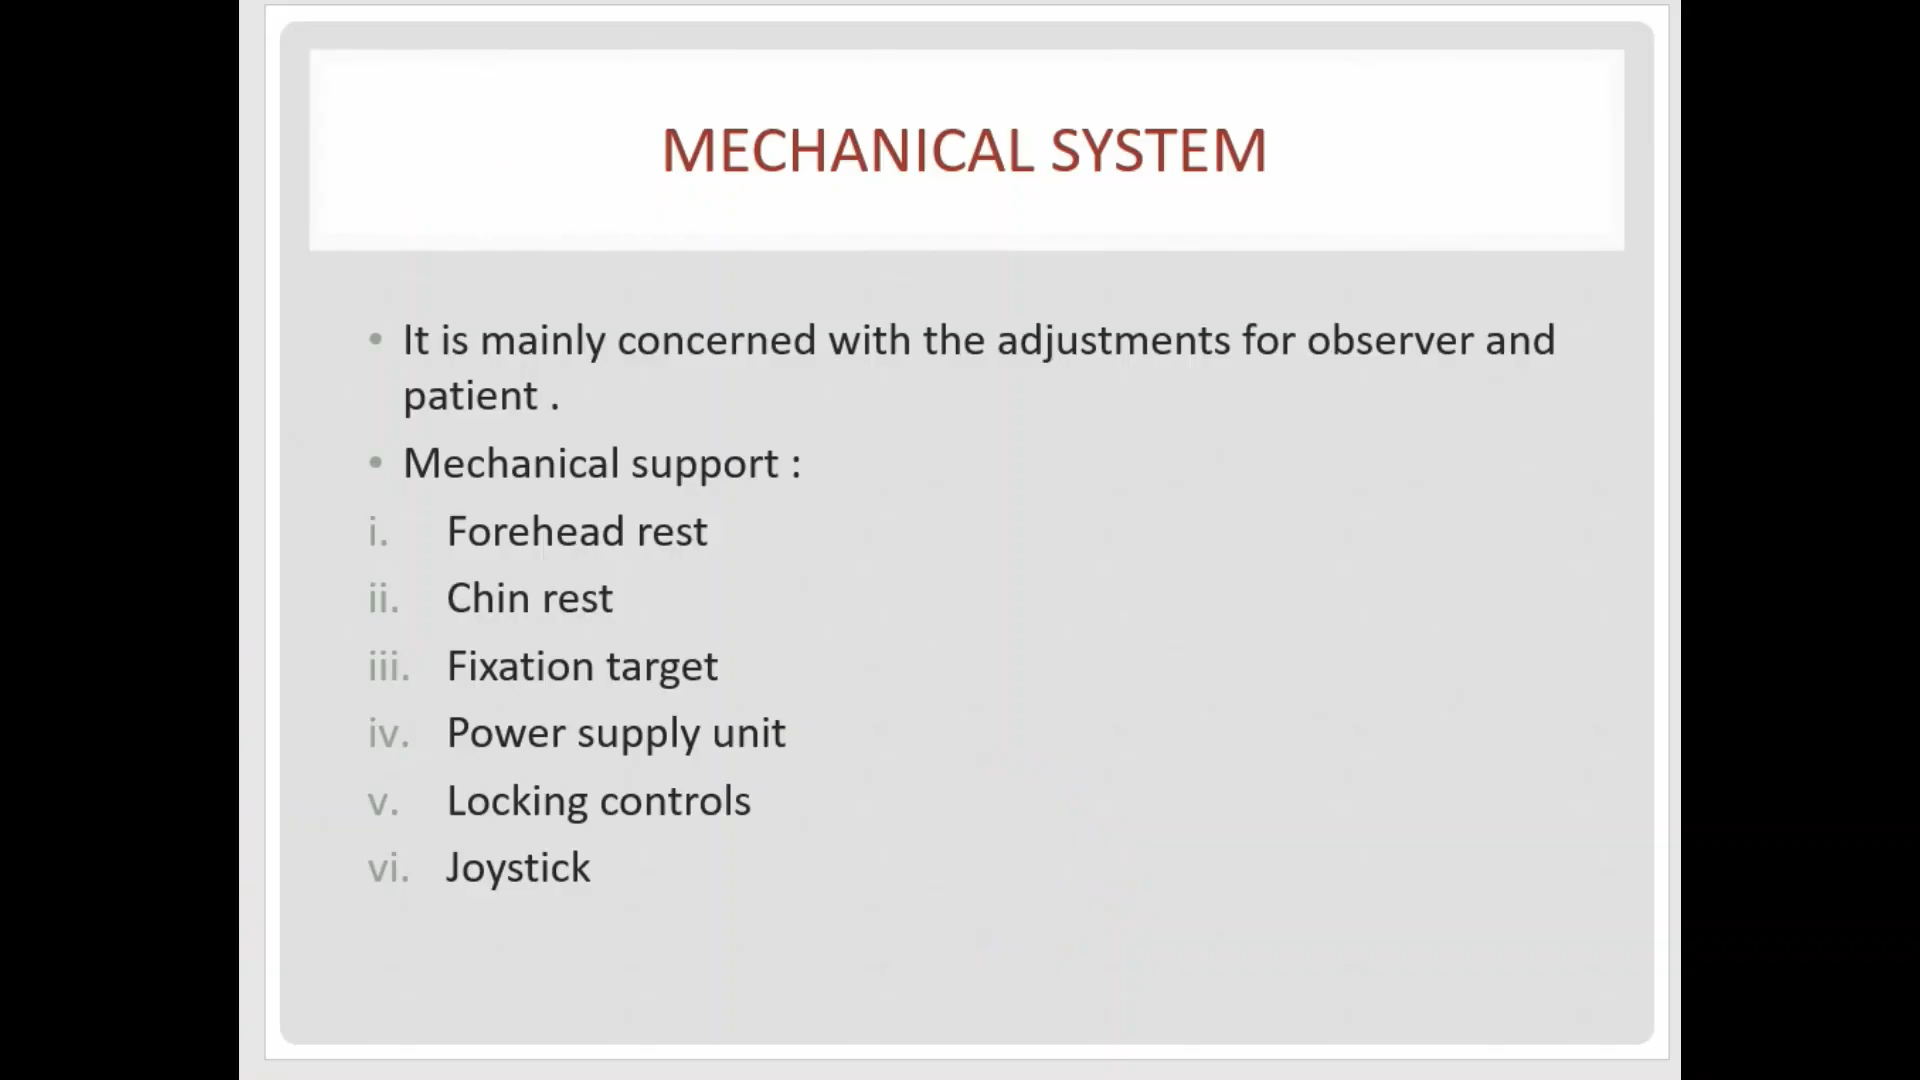 MECHANICAL SYSTEM
• It is mainly concerned with the adjustments for observer and
patient .
• Mechanical support :
i. Forehead rest
ii. Chin rest
iii. Fixation target
iv. Power supply unit
v. Locking controls
vi. Joystick